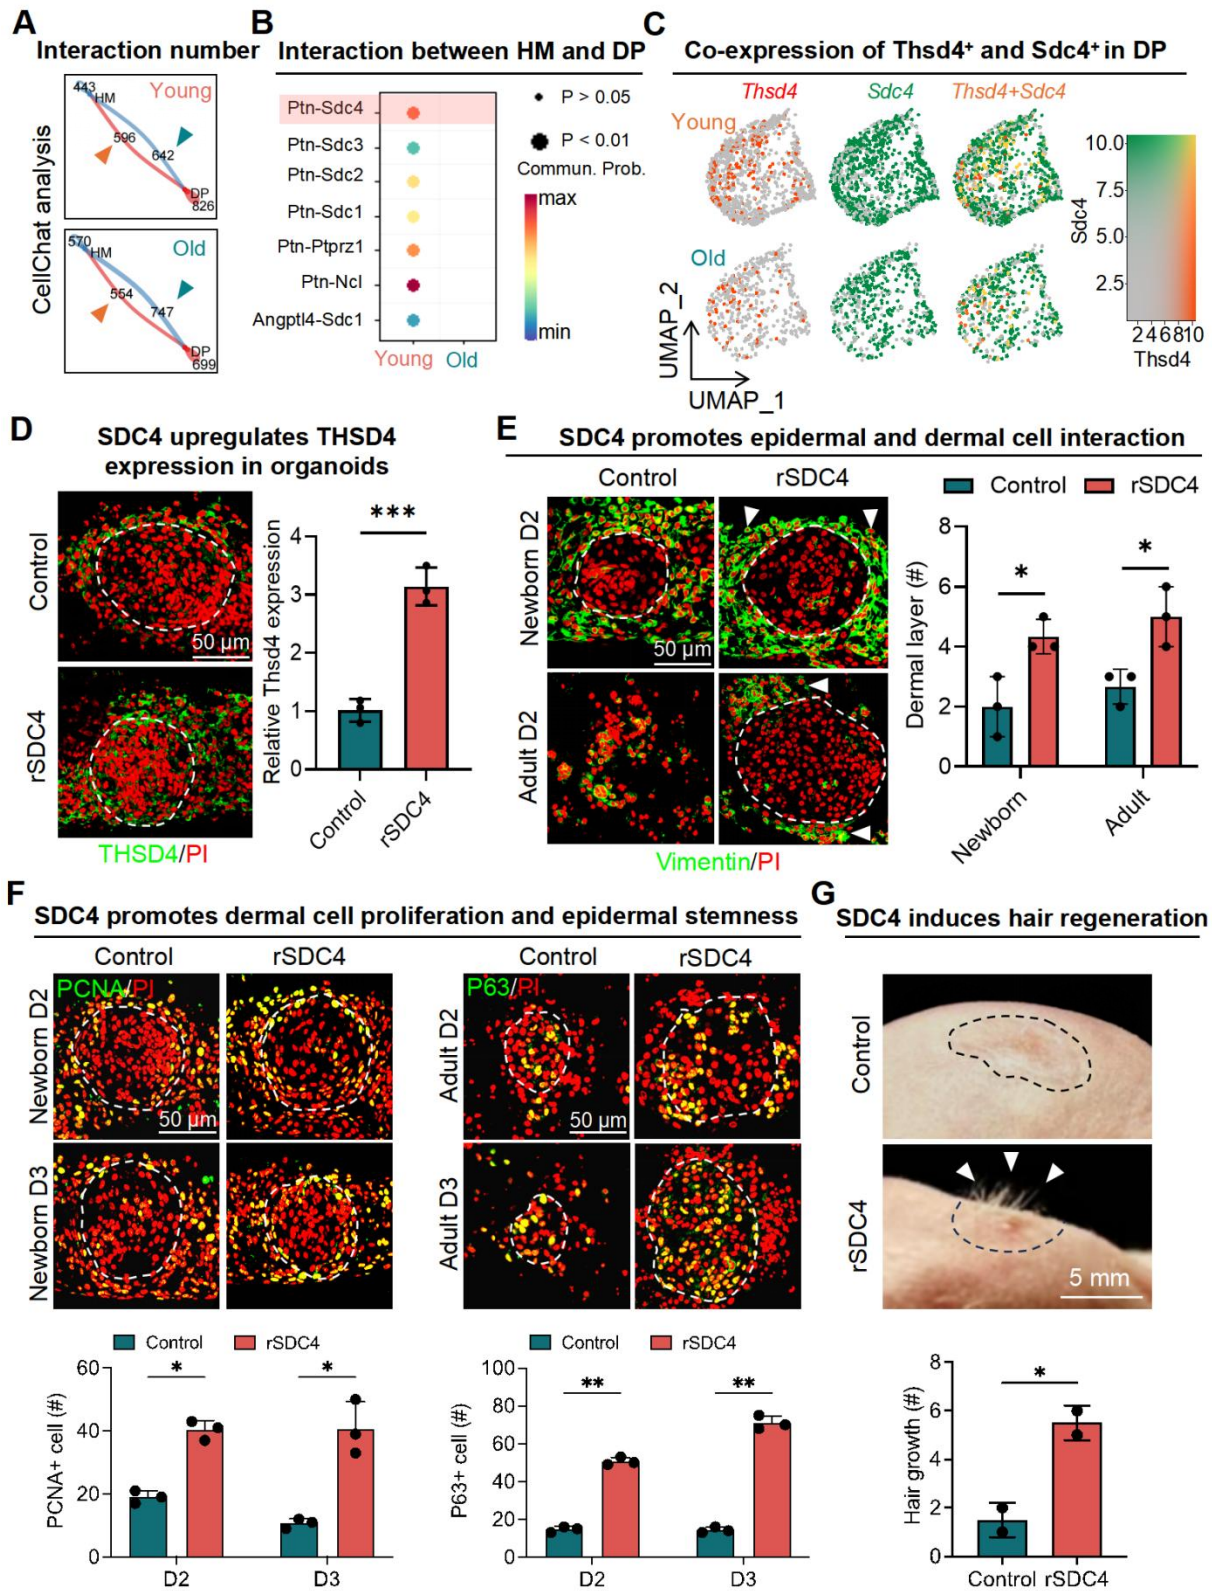 A
Interaction number
CellChat analysis
443
HM
Young
596
642
DP
826
570
HM
Old
554
747
DP
699
B
Interaction between HM and DP
Ptn-Sdc4
Ptn-Sdc3
Ptn-Sdc2
Ptn-Sdc1
Ptn-Ptprz1
Ptn-Ncl
Angptl4-Sdc1
Young Old
P > 0.05
P < 0.01
Commun. Prob.
max
min
C
Co-expression of Thsd4⁺ and Sdc4⁺ in DP
Thsd4 Sdc4 Thsd4+Sdc4
Young
Old
UMAP_2
UMAP_1
Sdc4
10.0
7.5
5.0
2.5
2 4 6 8 10
Thsd4
D
SDC4 upregulates THSD4
expression in organoids
Control
50 µm
rSDC4
THSD4/PI
Relative Thsd4 expression
4
3
2
1
0
***
Control
rSDC4
E
SDC4 promotes epidermal and dermal cell interaction
Control rSDC4
Newborn D2
50 µm
Adult D2
Vimentin/PI
Control rSDC4
Dermal layer (#)
8
6
4
2
0
*
*
Newborn
Adult
F
SDC4 promotes dermal cell proliferation and epidermal stemness
Control rSDC4
PCNA/PI
Newborn D2
50 µm
Newborn D3
Control rSDC4
P63/PI
Adult D2
50 µm
Adult D3
Control rSDC4
PCNA+ cell (#)
60
40
20
0
*
*
D2 D3
Control rSDC4
P63+ cell (#)
100
80
60
40
20
0
**
**
D2 D3
G
SDC4 induces hair regeneration
Control
rSDC4
5 mm
Hair growth (#)
8
6
4
2
0
*
Control rSDC4